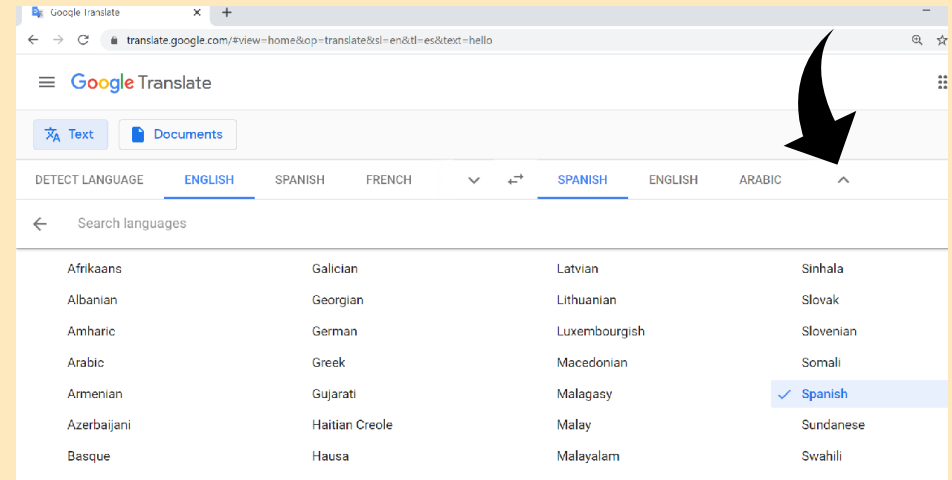 Google Translate
translate.google.com/#view=home&op=translate&sl=en&tl=es&text=hello
Google Translate
Text Documents
DETECT LANGUAGE ENGLISH SPANISH FRENCH SPANISH ENGLISH ARABIC
Search languages
Afrikaans Galician Latvian Sinhala
Albanian Georgian Lithuanian Slovak
Amharic German Luxembourgish Slovenian
Arabic Greek Macedonian Somali
Armenian Gujarati Malagasy Spanish
Azerbaijani Haitian Creole Malay Sundanese
Basque Hausa Malayalam Swahili